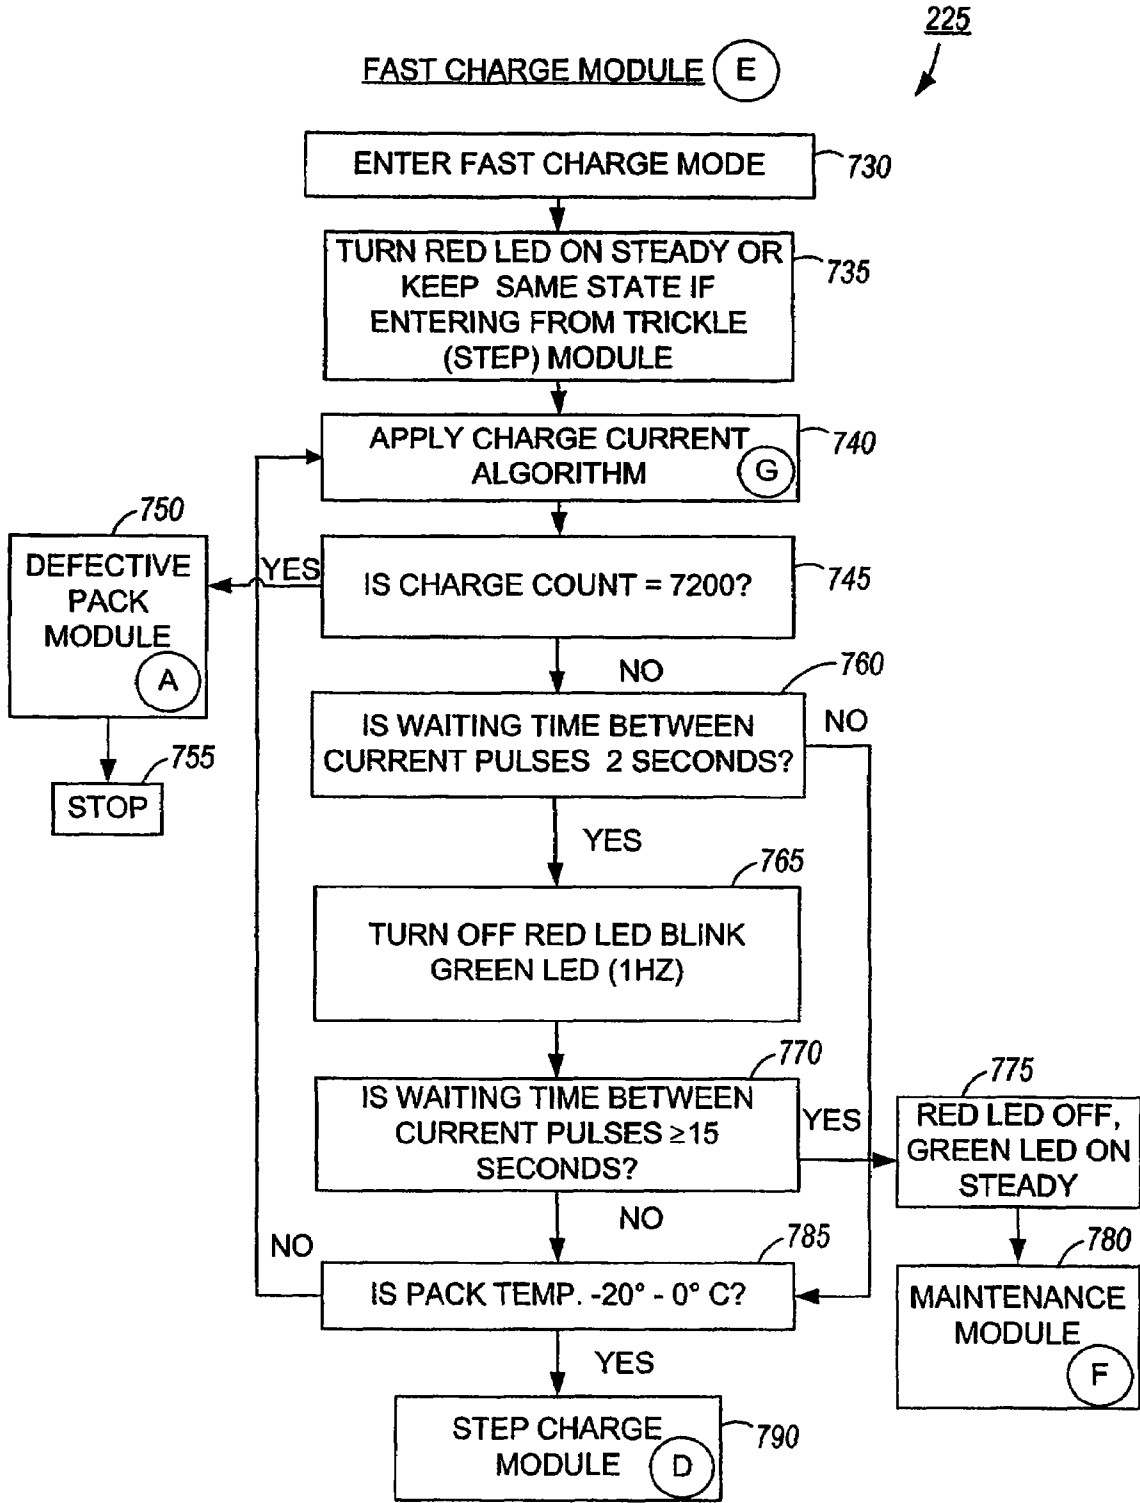 225
FAST CHARGE MODULE E
ENTER FAST CHARGE MODE
730
TURN RED LED ON STEADY OR
KEEP SAME STATE IF
ENTERING FROM TRICKLE
(STEP) MODULE
735
APPLY CHARGE CURRENT
ALGORITHM
G
740
750
DEFECTIVE
PACK
MODULE
A
YES
IS CHARGE COUNT = 7200?
745
755
STOP
NO
760
IS WAITING TIME BETWEEN
CURRENT PULSES 2 SECONDS?
NO
YES
765
TURN OFF RED LED BLINK
GREEN LED (1HZ)
770
IS WAITING TIME BETWEEN
CURRENT PULSES ≥15
SECONDS?
YES
775
RED LED OFF,
GREEN LED ON
STEADY
NO
NO
785
IS PACK TEMP. -20° - 0° C?
780
MAINTENANCE
MODULE
F
YES
STEP CHARGE
MODULE
D
790